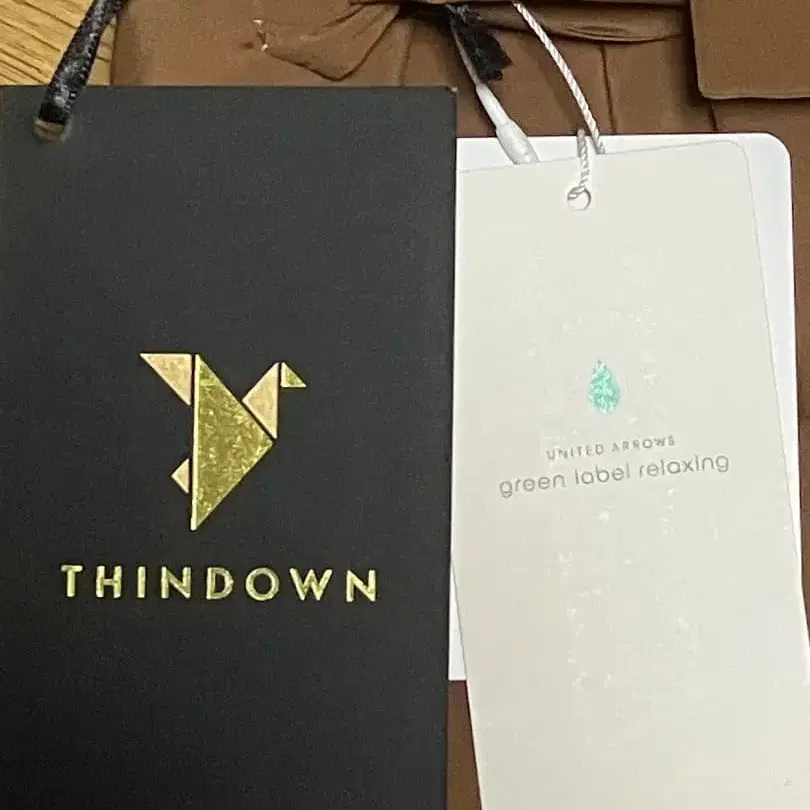 THINDOWN
UNITED ARROWS
green label relaxing